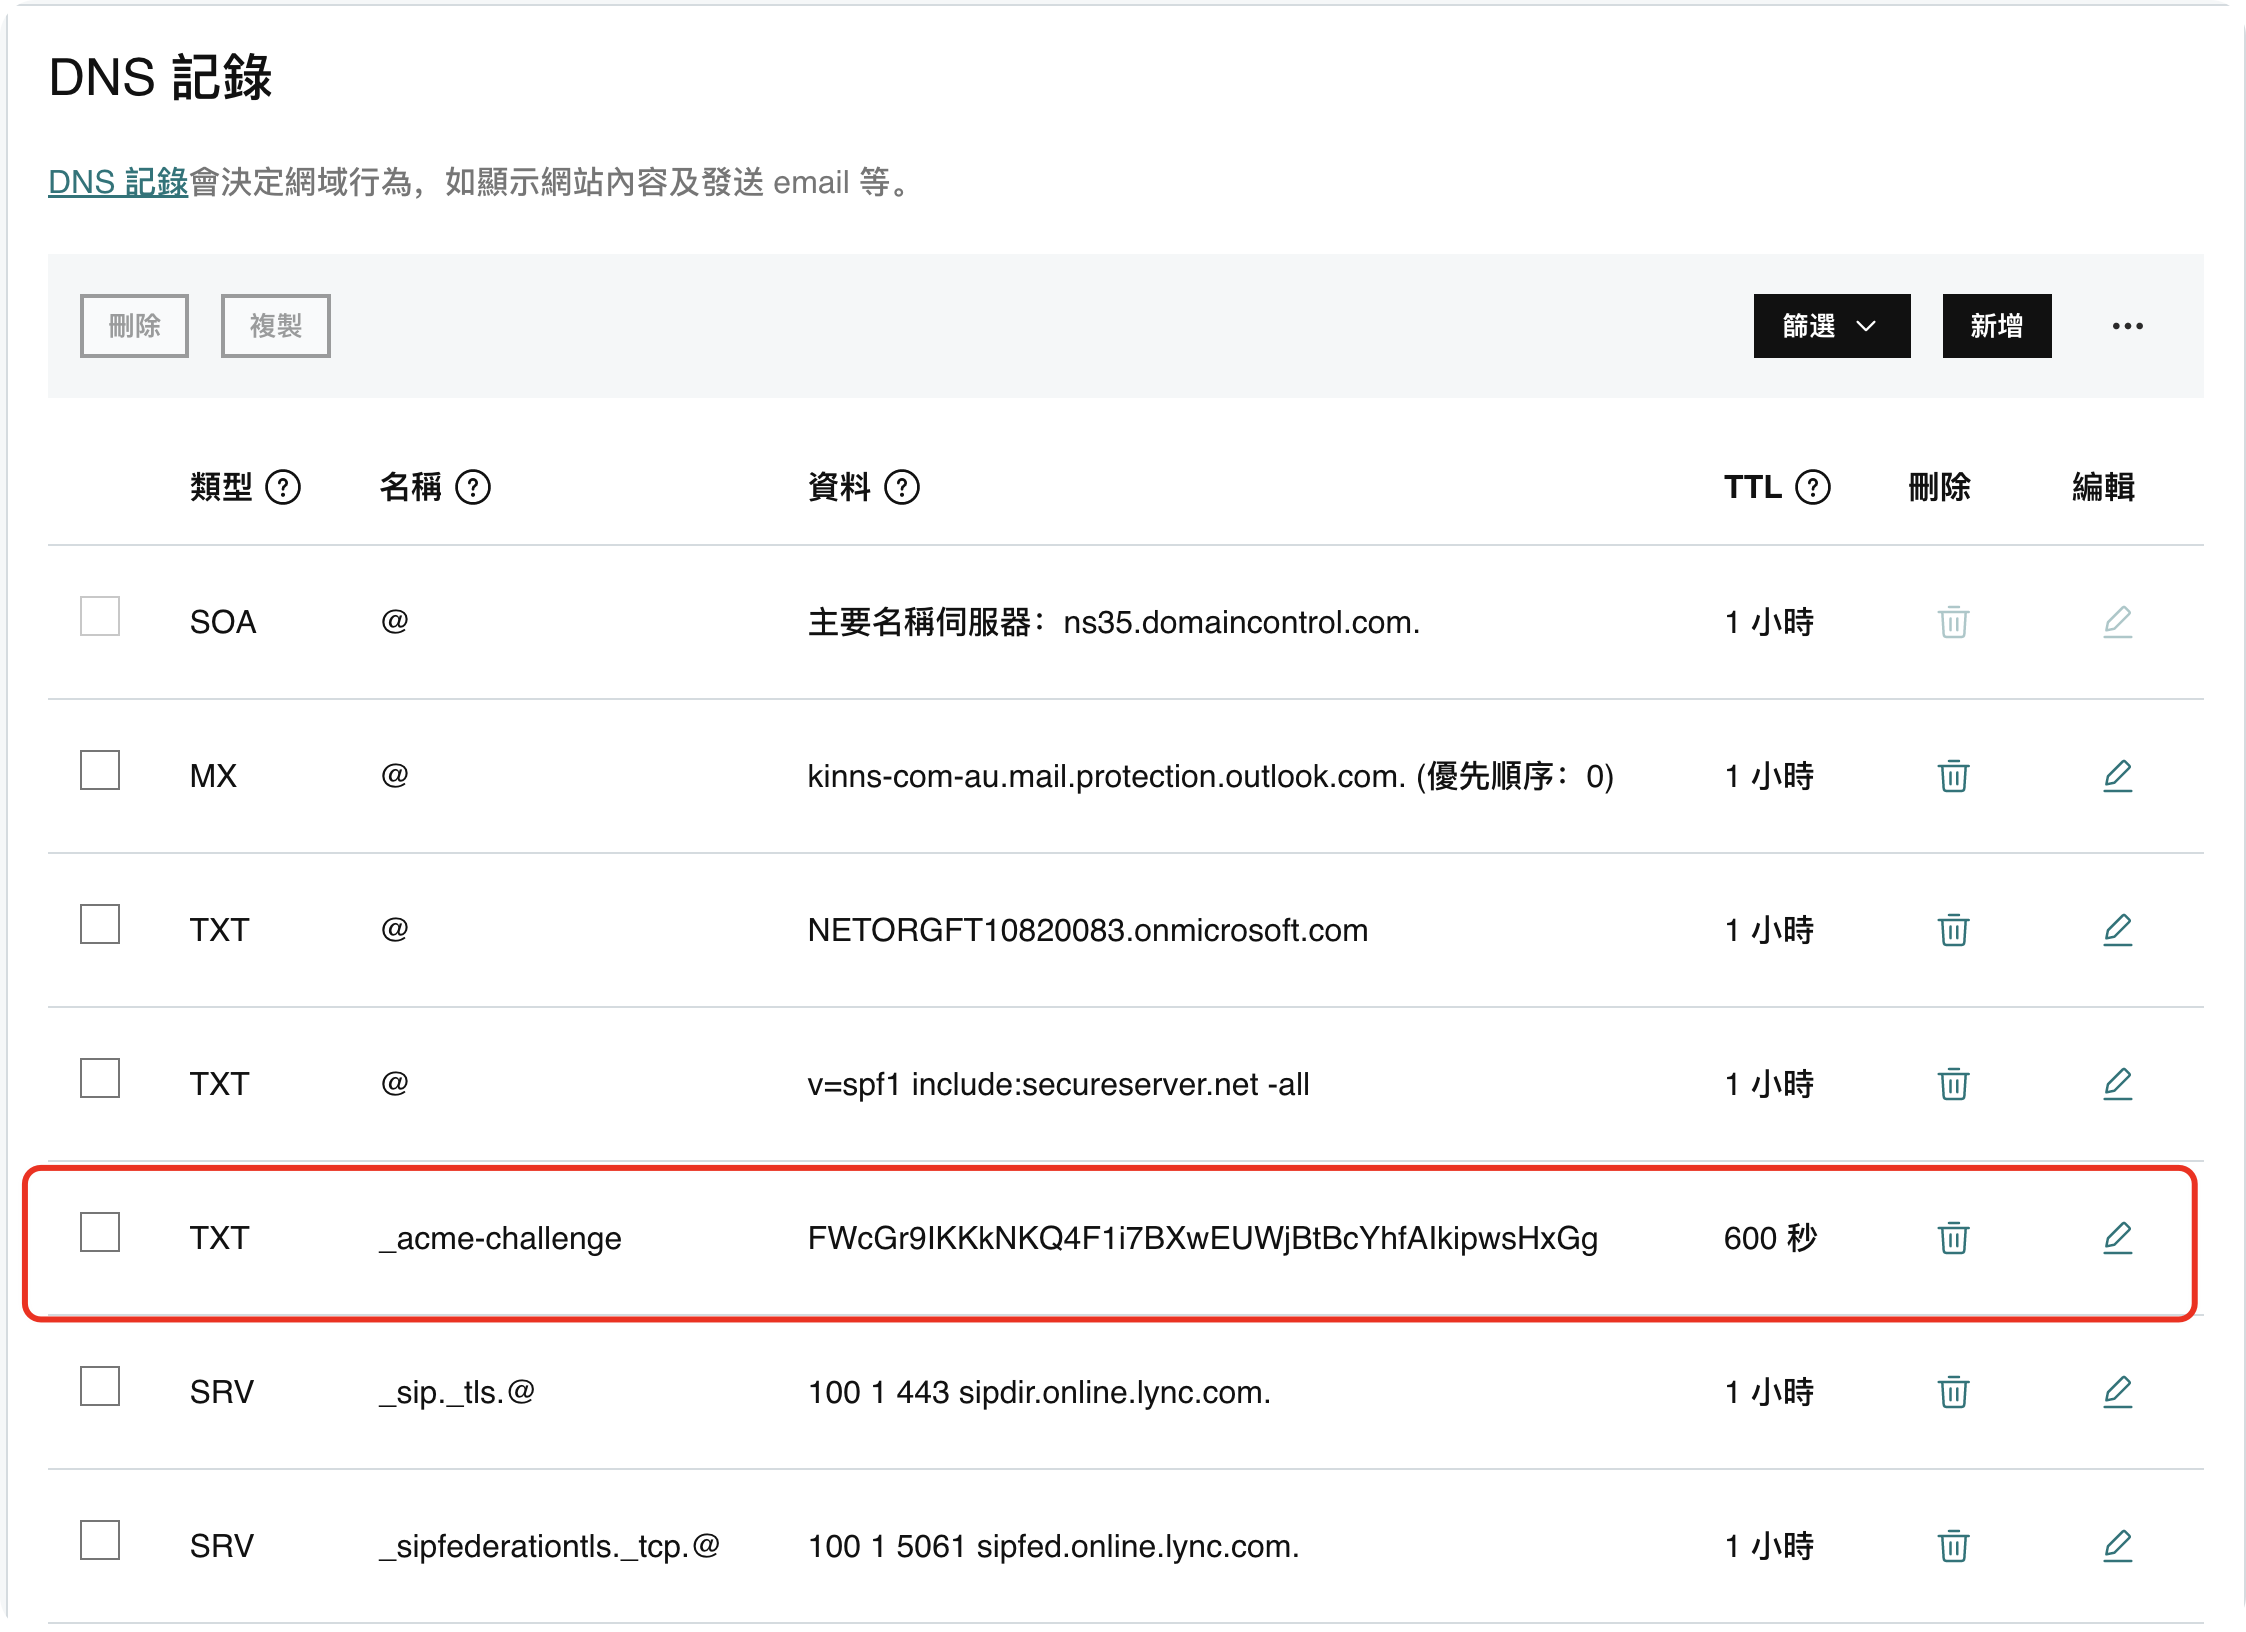 DNS 記錄
DNS 記錄會決定網域行為，如顯示網站內容及發送 email 等。
刪除 複製 篩選 新增
類型 名稱 資料 TTL 刪除 編輯
SOA @ 主要名稱伺服器：ns35.domaincontrol.com. 1 小時
MX @ kinns-com-au.mail.protection.outlook.com. (優先順序：0) 1 小時
TXT @ NETORGFT10820083.onmicrosoft.com 1 小時
TXT @ v=spf1 include:secureserver.net -all 1 小時
TXT _acme-challenge FWcGr9IKKkNKQ4F1i7BXwEUWjBtBcYhfAIkipwsHxGg 600 秒
SRV _sip._tls.@ 100 1 443 sipdir.online.lync.com. 1 小時
SRV _sipfederationtls._tcp.@ 100 1 5061 sipfed.online.lync.com. 1 小時